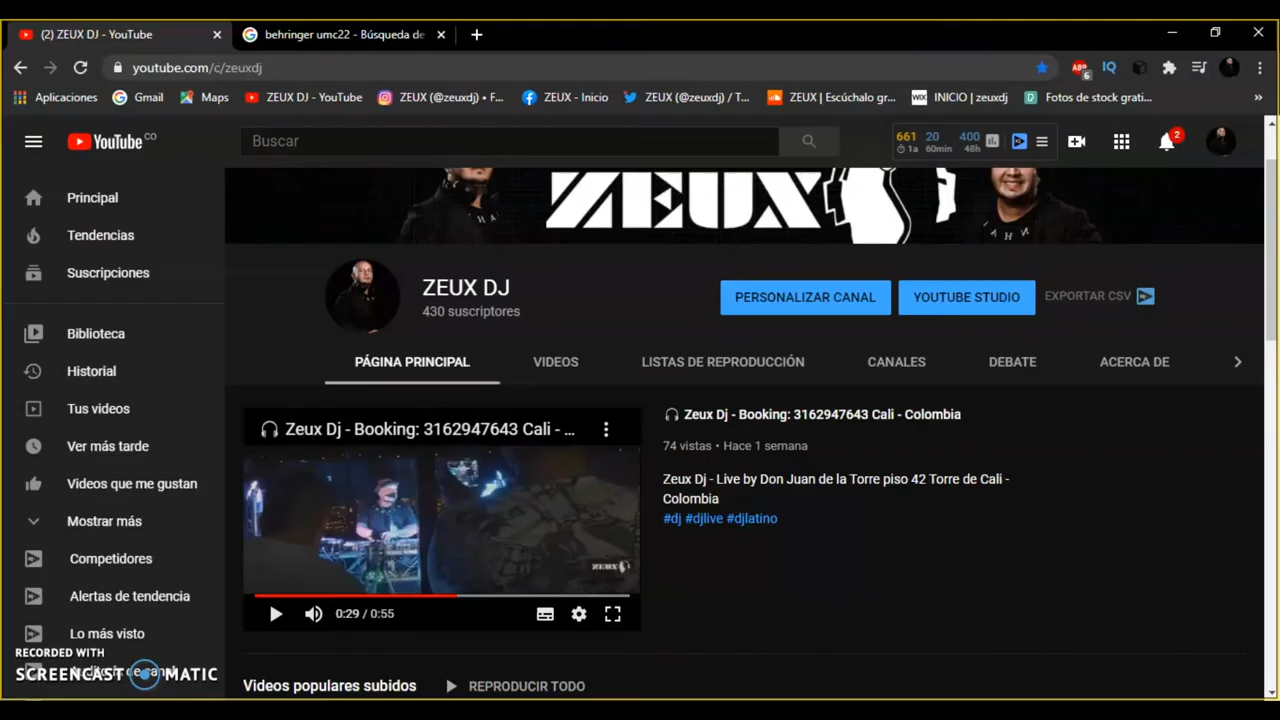 (2) ZEUX DJ - YouTube
behringer umc22 - Búsqueda de
youtube.com/c/zeuxdj
ABP
6
IQ
Aplicaciones
Gmail
Maps
ZEUX DJ - YouTube
ZEUX (@zeuxdj) • F...
ZEUX - Inicio
ZEUX (@zeuxdj) / T...
ZEUX | Escúchalo gr...
WIX
INICIO | zeuxdj
Fotos de stock grati...
YouTube CO
Buscar
661 20 400
1a 60min 48h
2
ZEUX
Principal
Tendencias
Suscripciones
Biblioteca
Historial
Tus videos
Ver más tarde
Videos que me gustan
Mostrar más
Competidores
Alertas de tendencia
Lo más visto
ZEUX DJ
430 suscriptores
PERSONALIZAR CANAL
YOUTUBE STUDIO
EXPORTAR CSV
PÁGINA PRINCIPAL
VIDEOS
LISTAS DE REPRODUCCIÓN
CANALES
DEBATE
ACERCA DE
Zeux Dj - Booking: 3162947643 Cali - ...
ZEUX
0:29 / 0:55
Zeux Dj - Booking: 3162947643 Cali - Colombia
74 vistas • Hace 1 semana
Zeux Dj - Live by Don Juan de la Torre piso 42 Torre de Cali -
Colombia
#dj #djlive #djlatino
Videos populares subidos
REPRODUCIR TODO
RECORDED WITH
SCREENCAST MATIC